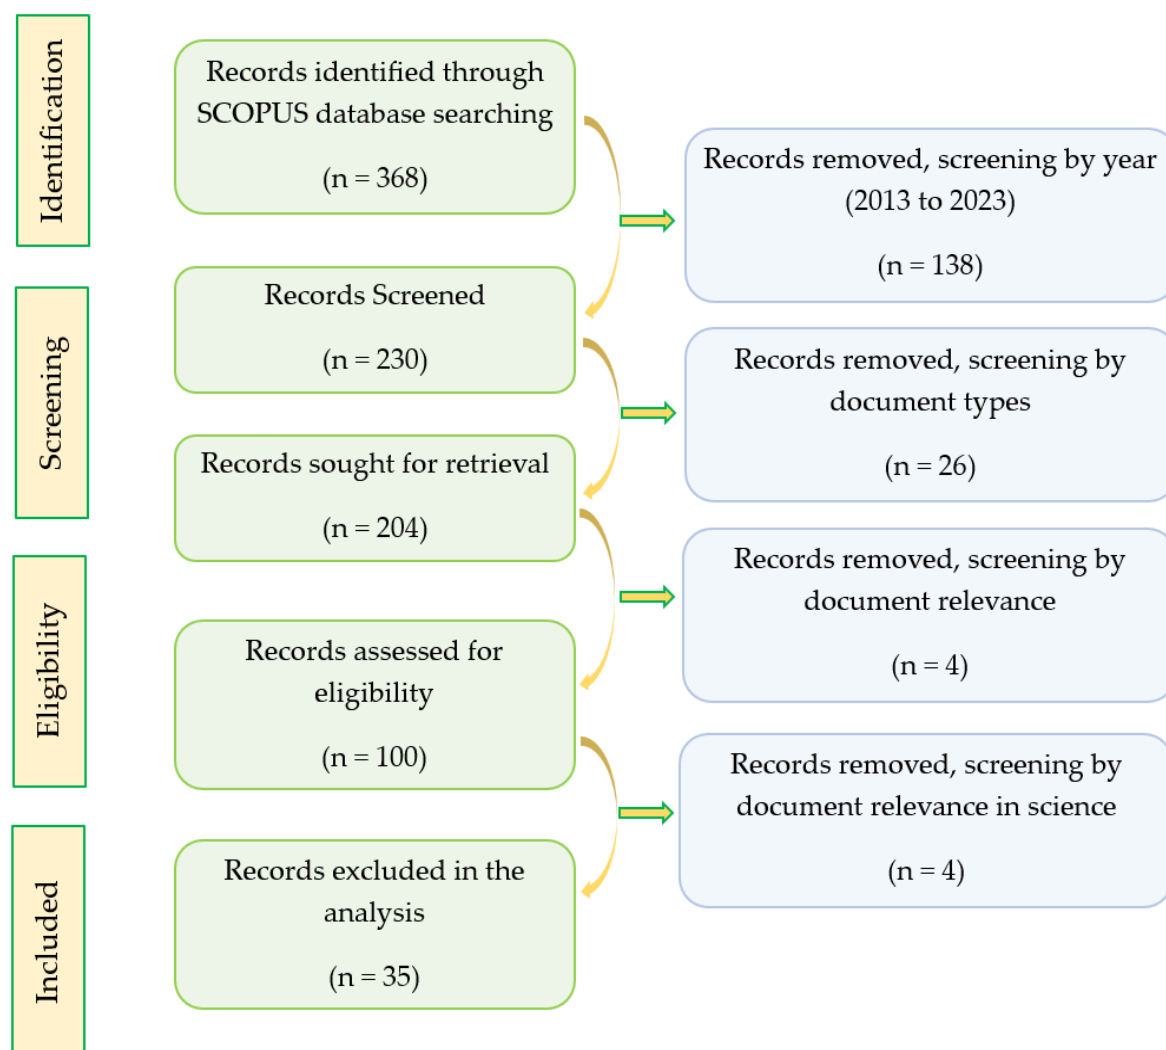 Identification
Records identified through
SCOPUS database searching
(n = 368)
Records removed, screening by year
(2013 to 2023)
(n = 138)
Screening
Records Screened
(n = 230)
Records removed, screening by
document types
(n = 26)
Records sought for retrieval
(n = 204)
Records removed, screening by
document relevance
(n = 4)
Eligibility
Records assessed for
eligibility
(n = 100)
Records removed, screening by
document relevance in science
(n = 4)
Included
Records excluded in the
analysis
(n = 35)